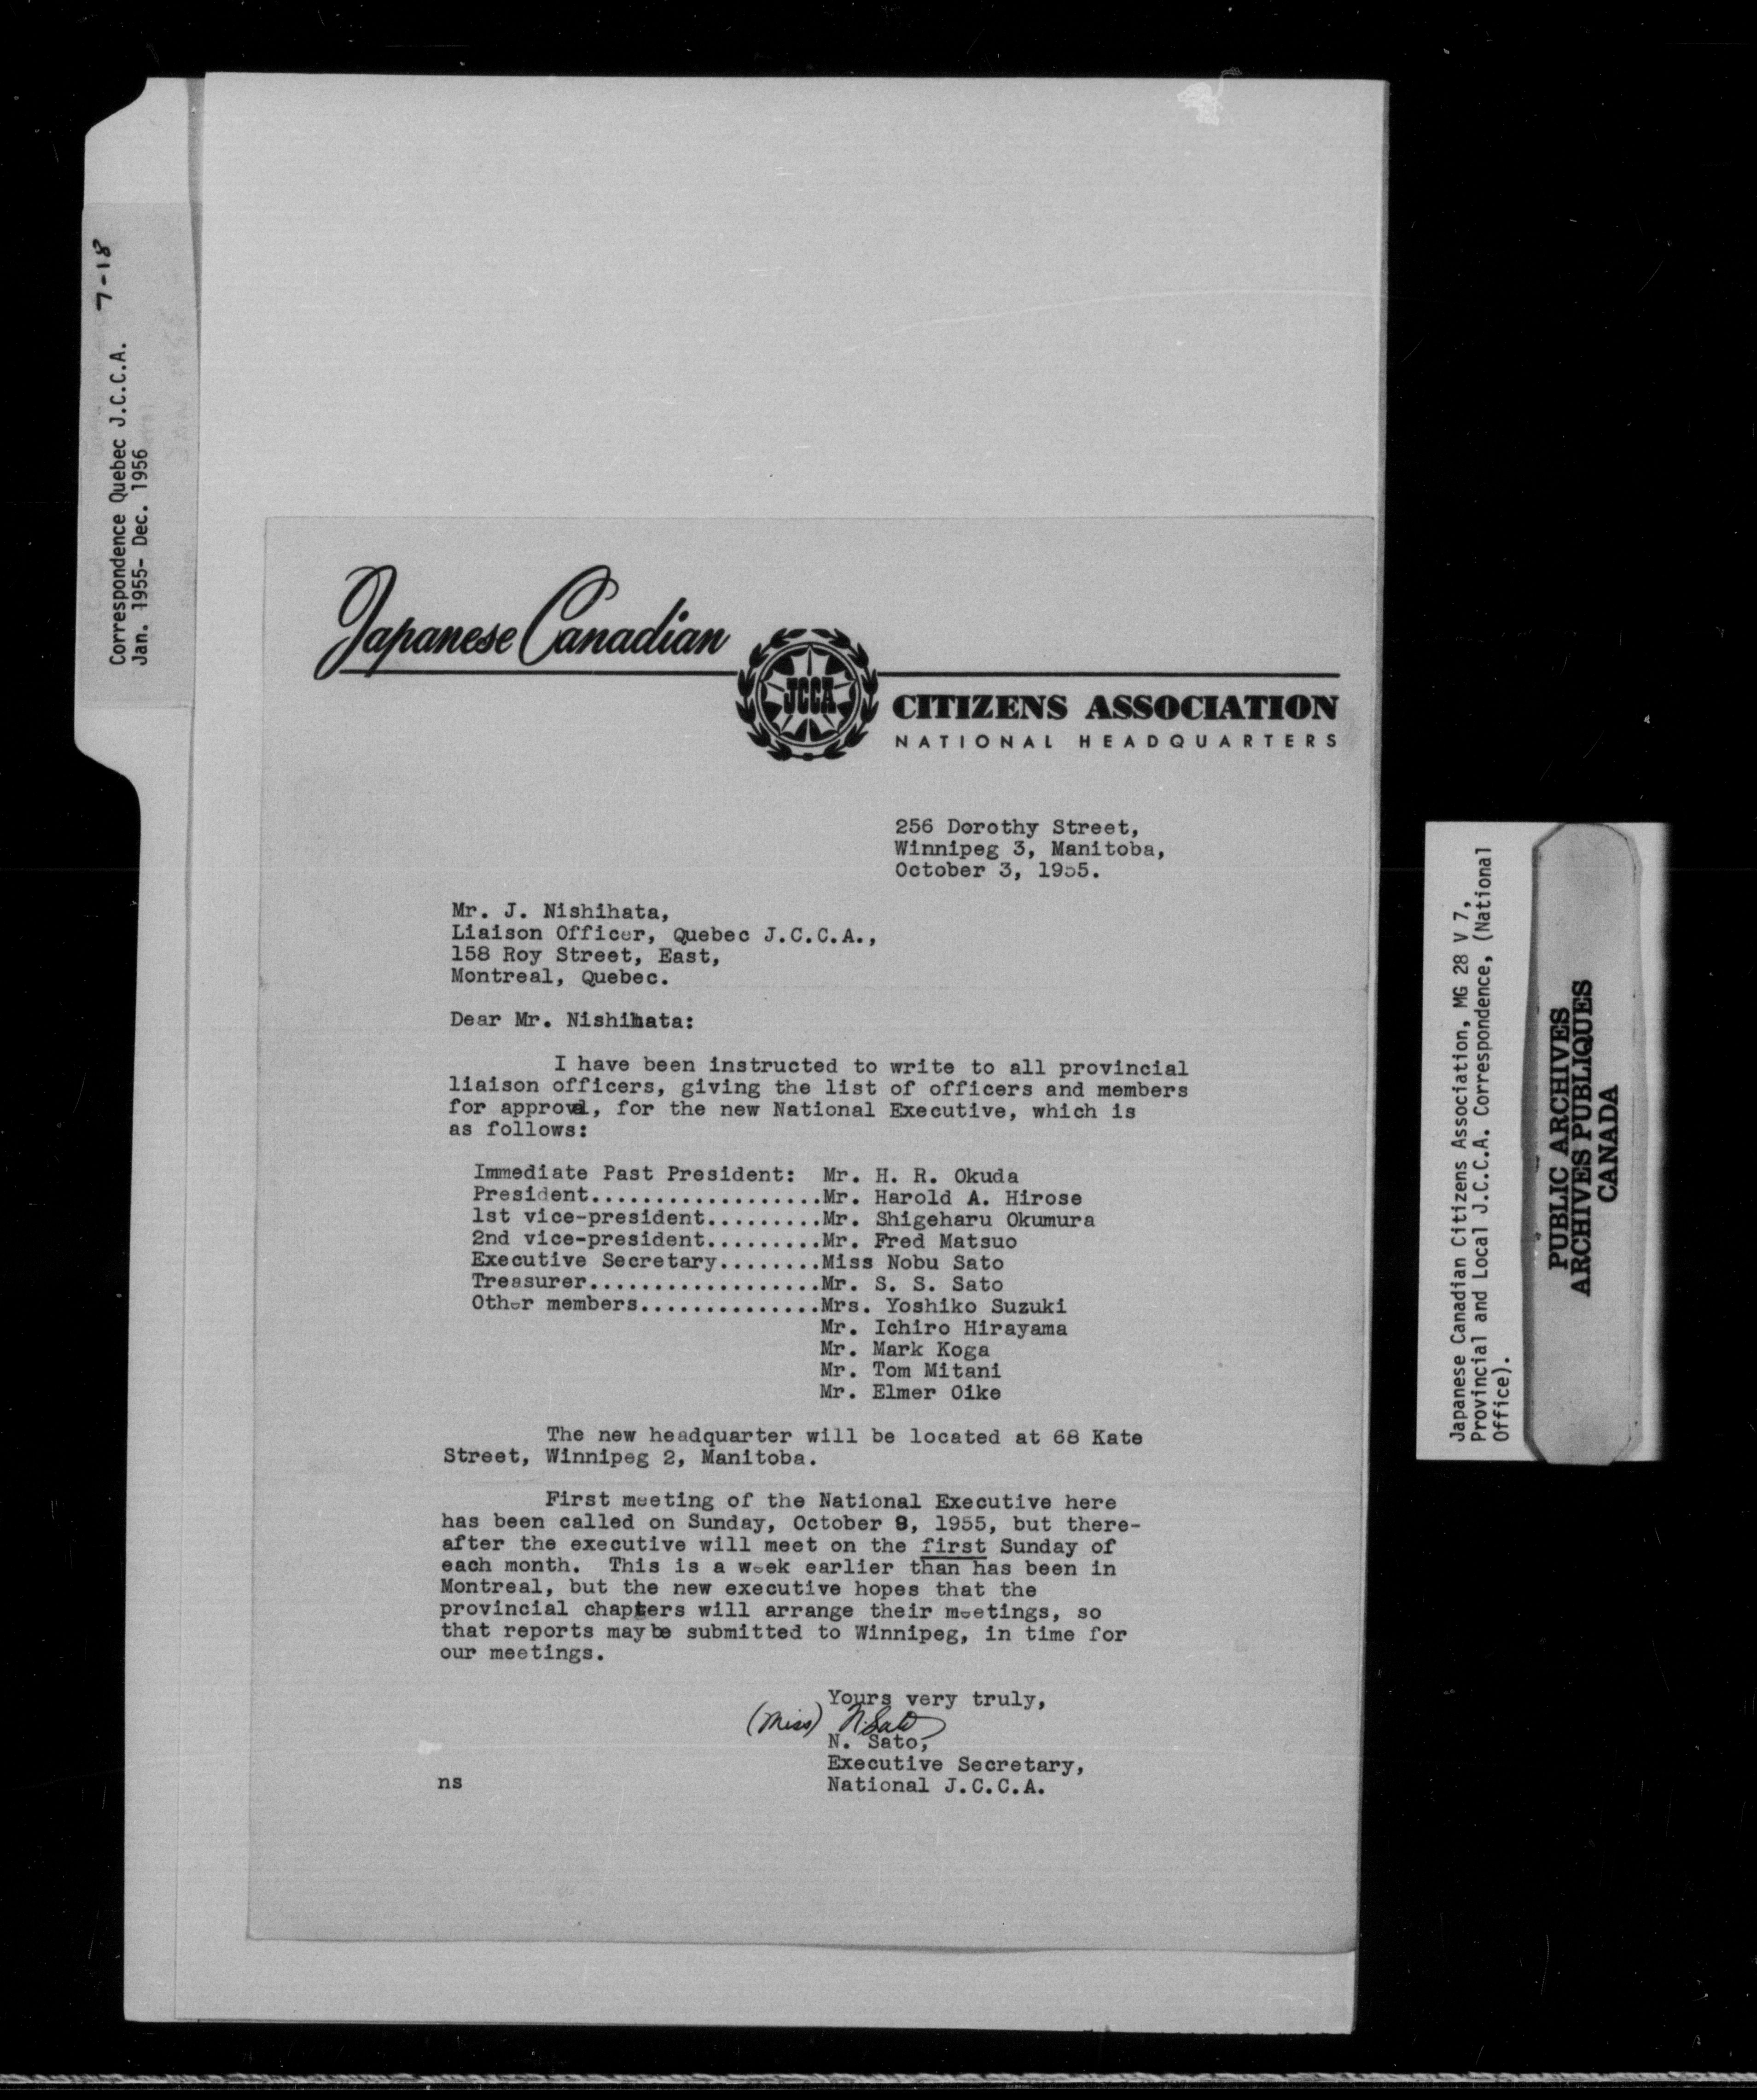 7-18
Correspondence Quebec J.C.C.A.
Jan. 1955- Dec. 1956
Japanese Canadian
JCCA
CITIZENS ASSOCIATION
NATIONAL HEADQUARTERS
256 Dorothy Street,
Winnipeg 3, Manitoba,
October 3, 1955.
Mr. J. Nishihata,
Liaison Officer, Quebec J.C.C.A.,
158 Roy Street, East,
Montreal, Quebec.
Dear Mr. Nishihata:
I have been instructed to write to all provincial
liaison officers, giving the list of officers and members
for approval, for the new National Executive, which is
as follows:
Immediate Past President: Mr. H. R. Okuda
President..................Mr. Harold A. Hirose
1st vice-president.........Mr. Shigeharu Okumura
2nd vice-president.........Mr. Fred Matsuo
Executive Secretary........Miss Nobu Sato
Treasurer..................Mr. S. S. Sato
Other members..............Mrs. Yoshiko Suzuki
Mr. Ichiro Hirayama
Mr. Mark Koga
Mr. Tom Mitani
Mr. Elmer Oike
The new headquarter will be located at 68 Kate
Street, Winnipeg 2, Manitoba.
First meeting of the National Executive here
has been called on Sunday, October 9, 1955, but there-
after the executive will meet on the first Sunday of
each month. This is a week earlier than has been in
Montreal, but the new executive hopes that the
provincial chapters will arrange their meetings, so
that reports may be submitted to Winnipeg, in time for
our meetings.
Yours very truly,
(Miss) N. Sato
N. Sato,
Executive Secretary,
National J.C.C.A.
ns
Japanese Canadian Citizens Association, MG 28 V 7,
Provincial and Local J.C.C.A. Correspondence, (National
Office).
PUBLIC ARCHIVES
ARCHIVES PUBLIQUES
CANADA